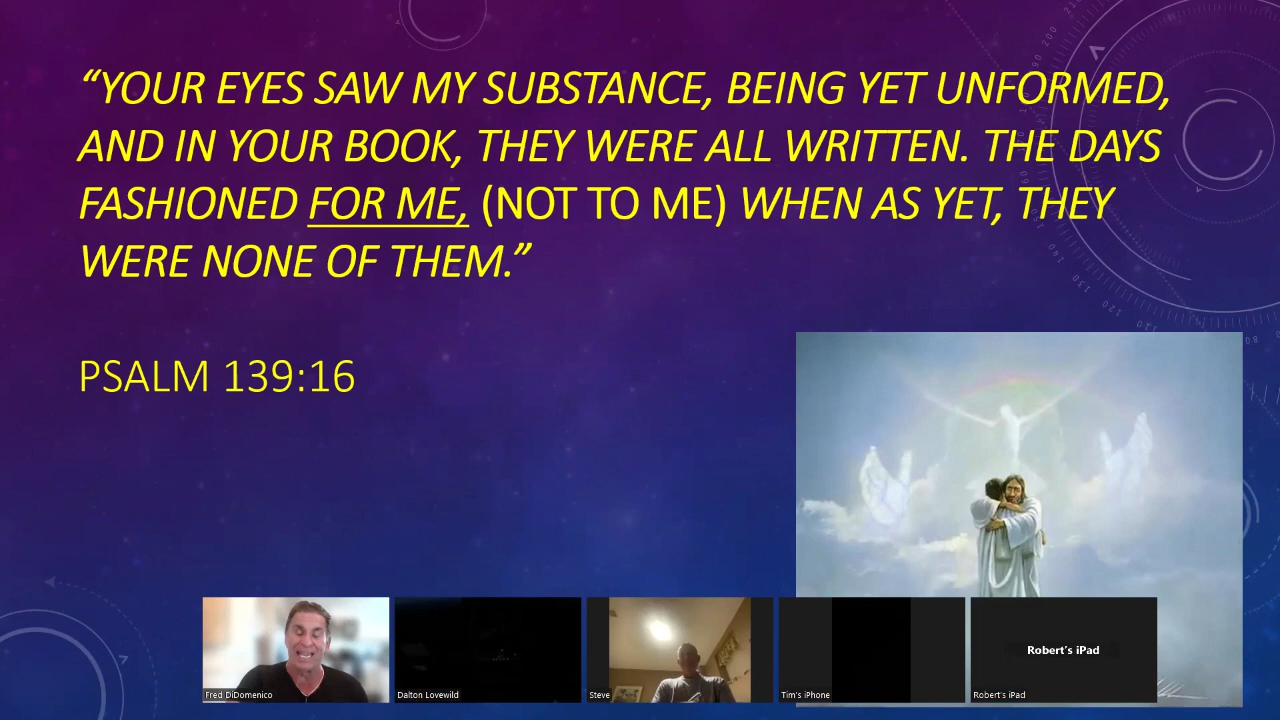 “YOUR EYES SAW MY SUBSTANCE, BEING YET UNFORMED,
AND IN YOUR BOOK, THEY WERE ALL WRITTEN. THE DAYS
FASHIONED FOR ME, (NOT TO ME) WHEN AS YET, THEY
WERE NONE OF THEM.”
PSALM 139:16
Robert’s iPad
Fred DiDomenico
Dalton Lovewild
Steve
Tim's iPhone
Robert's iPad